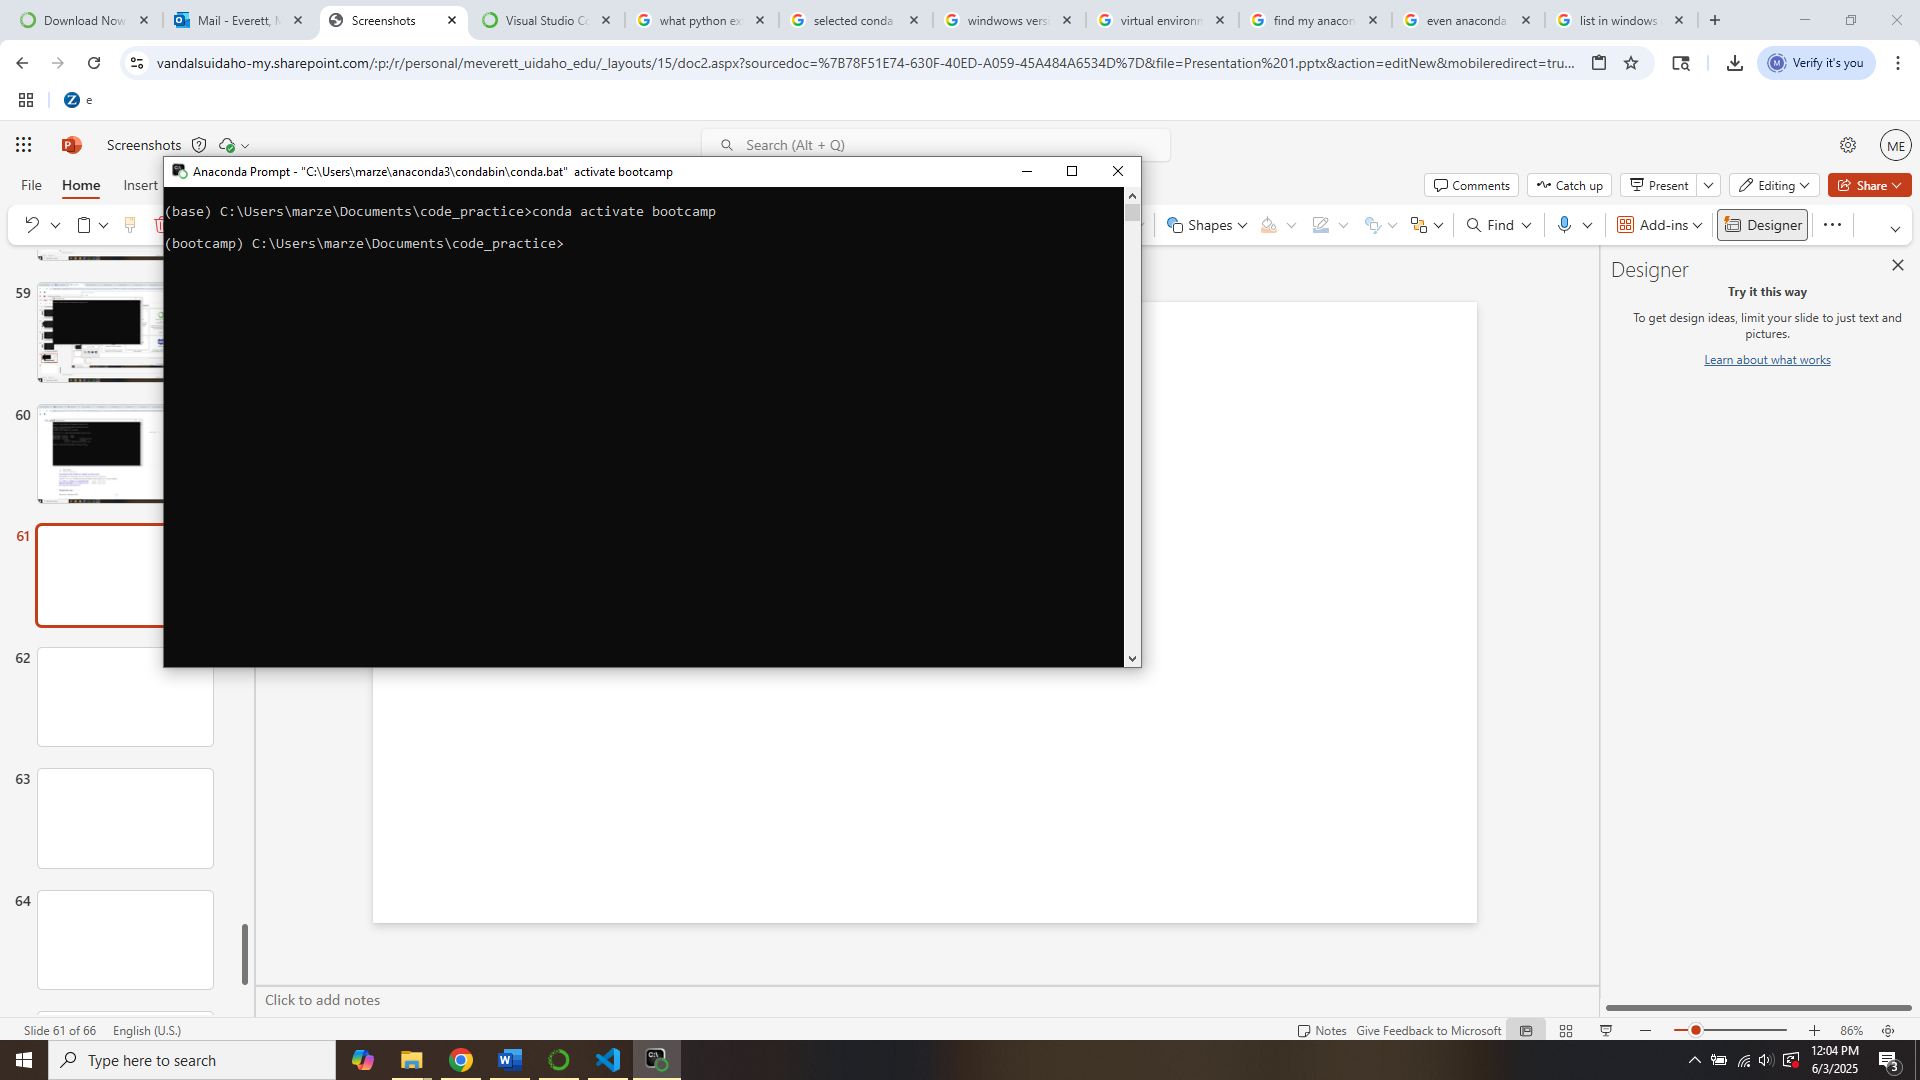 Download Now
Mail - Everett, M
Screenshots
Visual Studio Co
what python ex
selected conda
windwows vers
virtual environm
find my anacon
even anaconda
list in windows
vandalsuidaho-my.sharepoint.com/:p:/r/personal/meverett_uidaho_edu/_layouts/15/doc2.aspx?sourcedoc=%7B78F51E74-630F-40ED-A059-45A484A6534D%7D&file=Presentation%201.pptx&action=editNew&mobileredirect=tru...
M
Verify it's you
Z e
P
Screenshots
Search (Alt + Q)
ME
Anaconda Prompt - "C:\Users\marze\anaconda3\condabin\conda.bat" activate bootcamp
File
Home
Insert
Comments
Catch up
Present
Editing
Share
(base) C:\Users\marze\Documents\code_practice>conda activate bootcamp
Shapes
Find
Add-ins
Designer
(bootcamp) C:\Users\marze\Documents\code_practice>
Designer
Try it this way
To get design ideas, limit your slide to just text and
pictures.
Learn about what works
59
60
61
62
63
64
Click to add notes
Slide 61 of 66
English (U.S.)
Notes
Give Feedback to Microsoft
86%
Type here to search
12:04 PM
6/3/2025
3